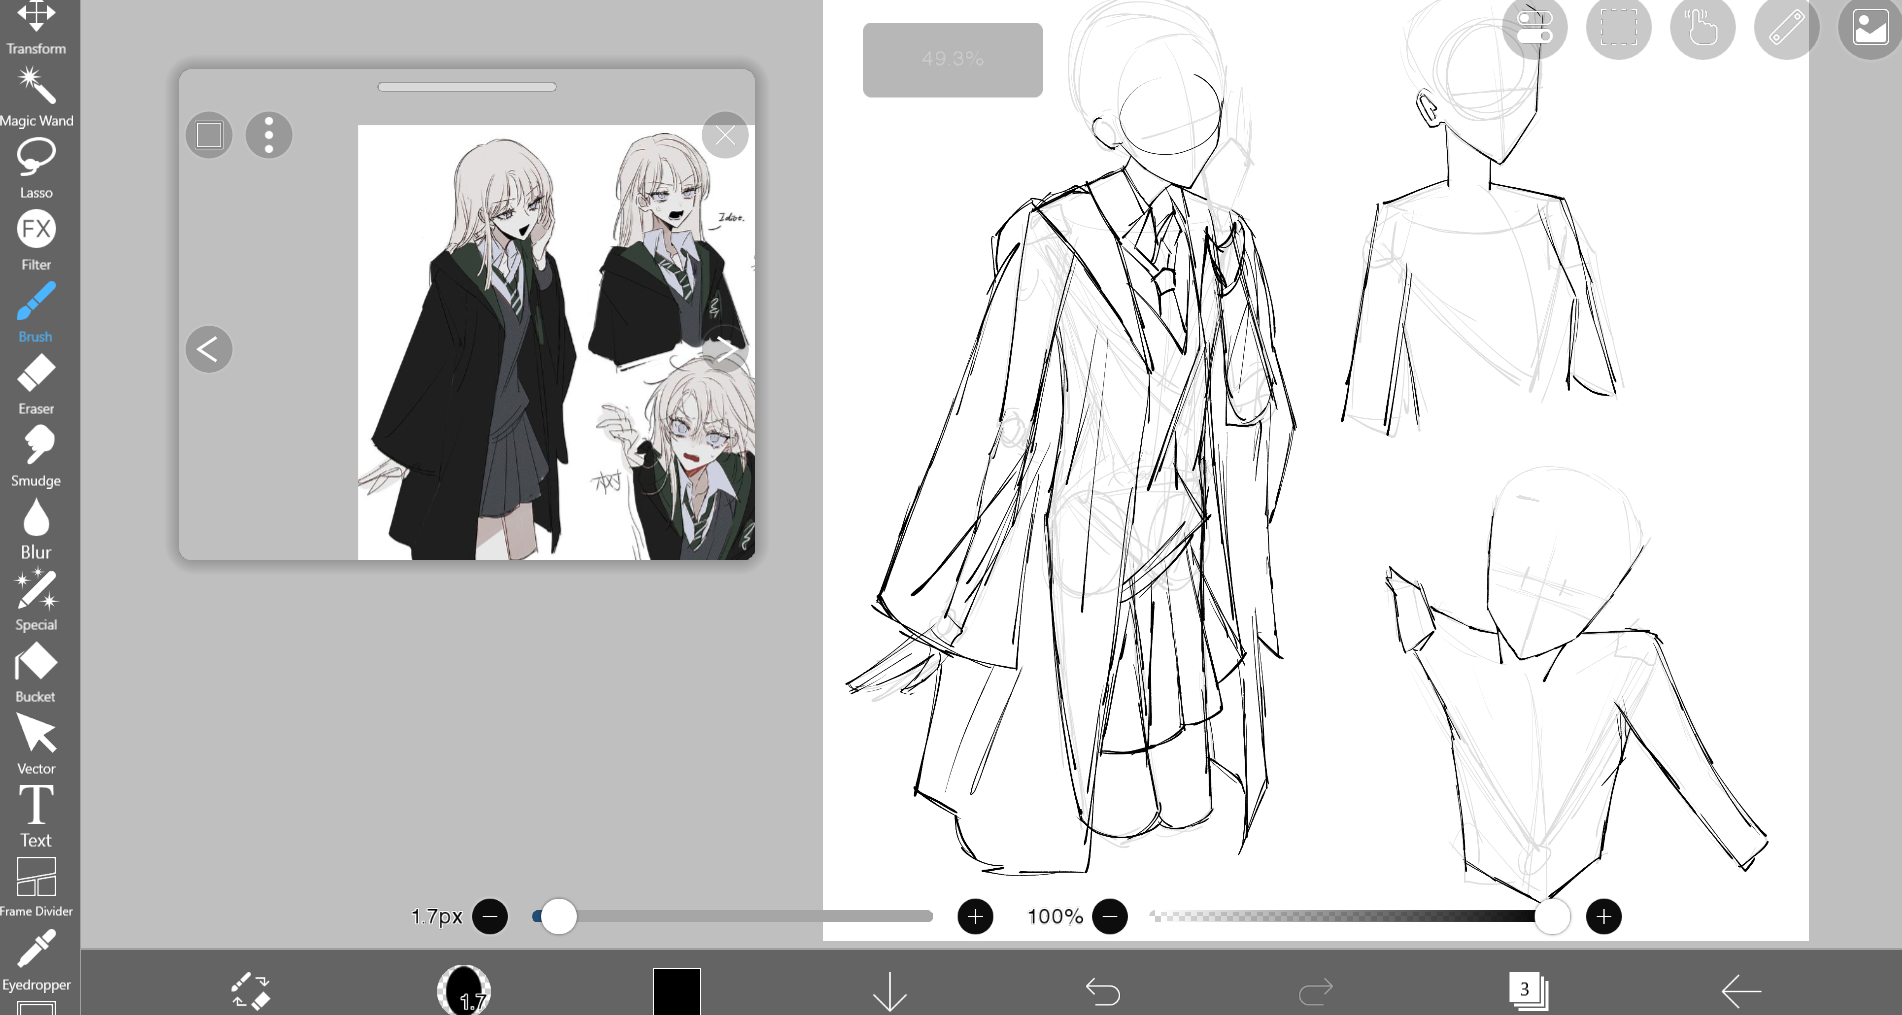 Transform
49.3%
Magic Wand
Lasso
Idiot.
FX
Filter
Brush
Eraser
Smudge
Blur
Special
Bucket
Vector
T
Text
Frame Divider
1.7px
100%
Eyedropper
1.7
3